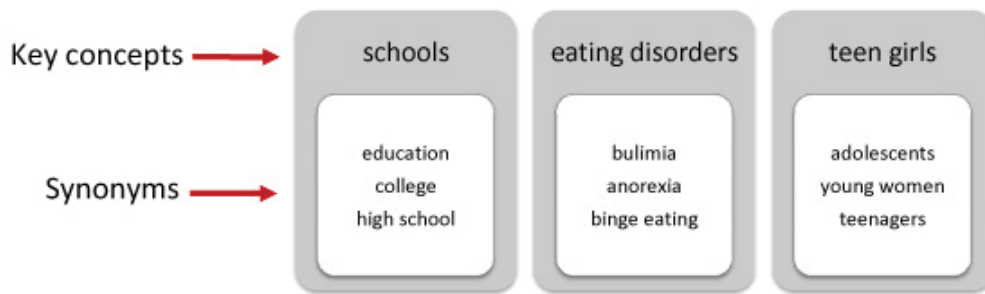 Key concepts
schools
eating disorders
teen girls
Synonyms
education
college
high school
bulimia
anorexia
binge eating
adolescents
young women
teenagers